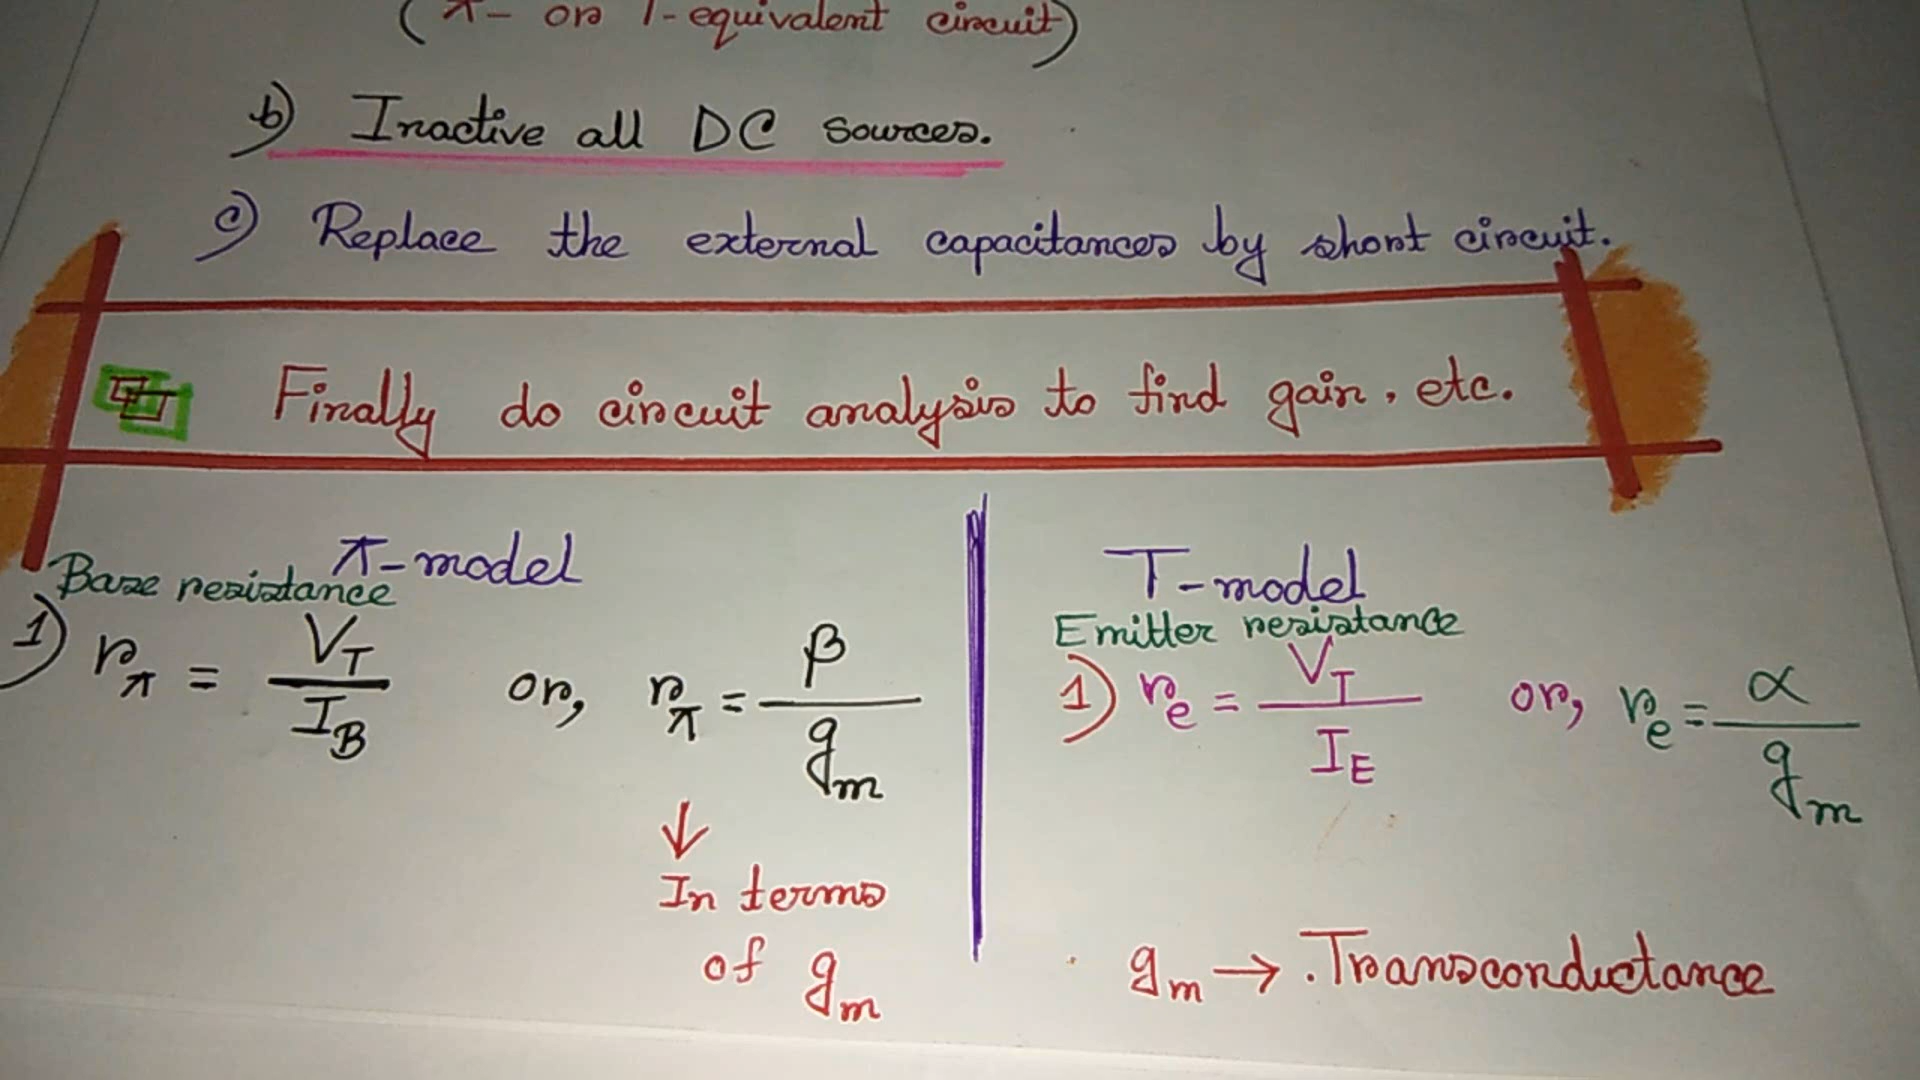 (π- or T-equivalent circuit)
b) Inactive all DC sources.
c) Replace the external capacitances by short circuit.
Finally do circuit analysis to find gain, etc.
π-model
Base resistance
1) rπ = VT / IB or, rπ = β / gm
↓
In terms
of gm
T-model
Emitter resistance
1) re = VT / IE or, re = α / gm
gm → Transconductance